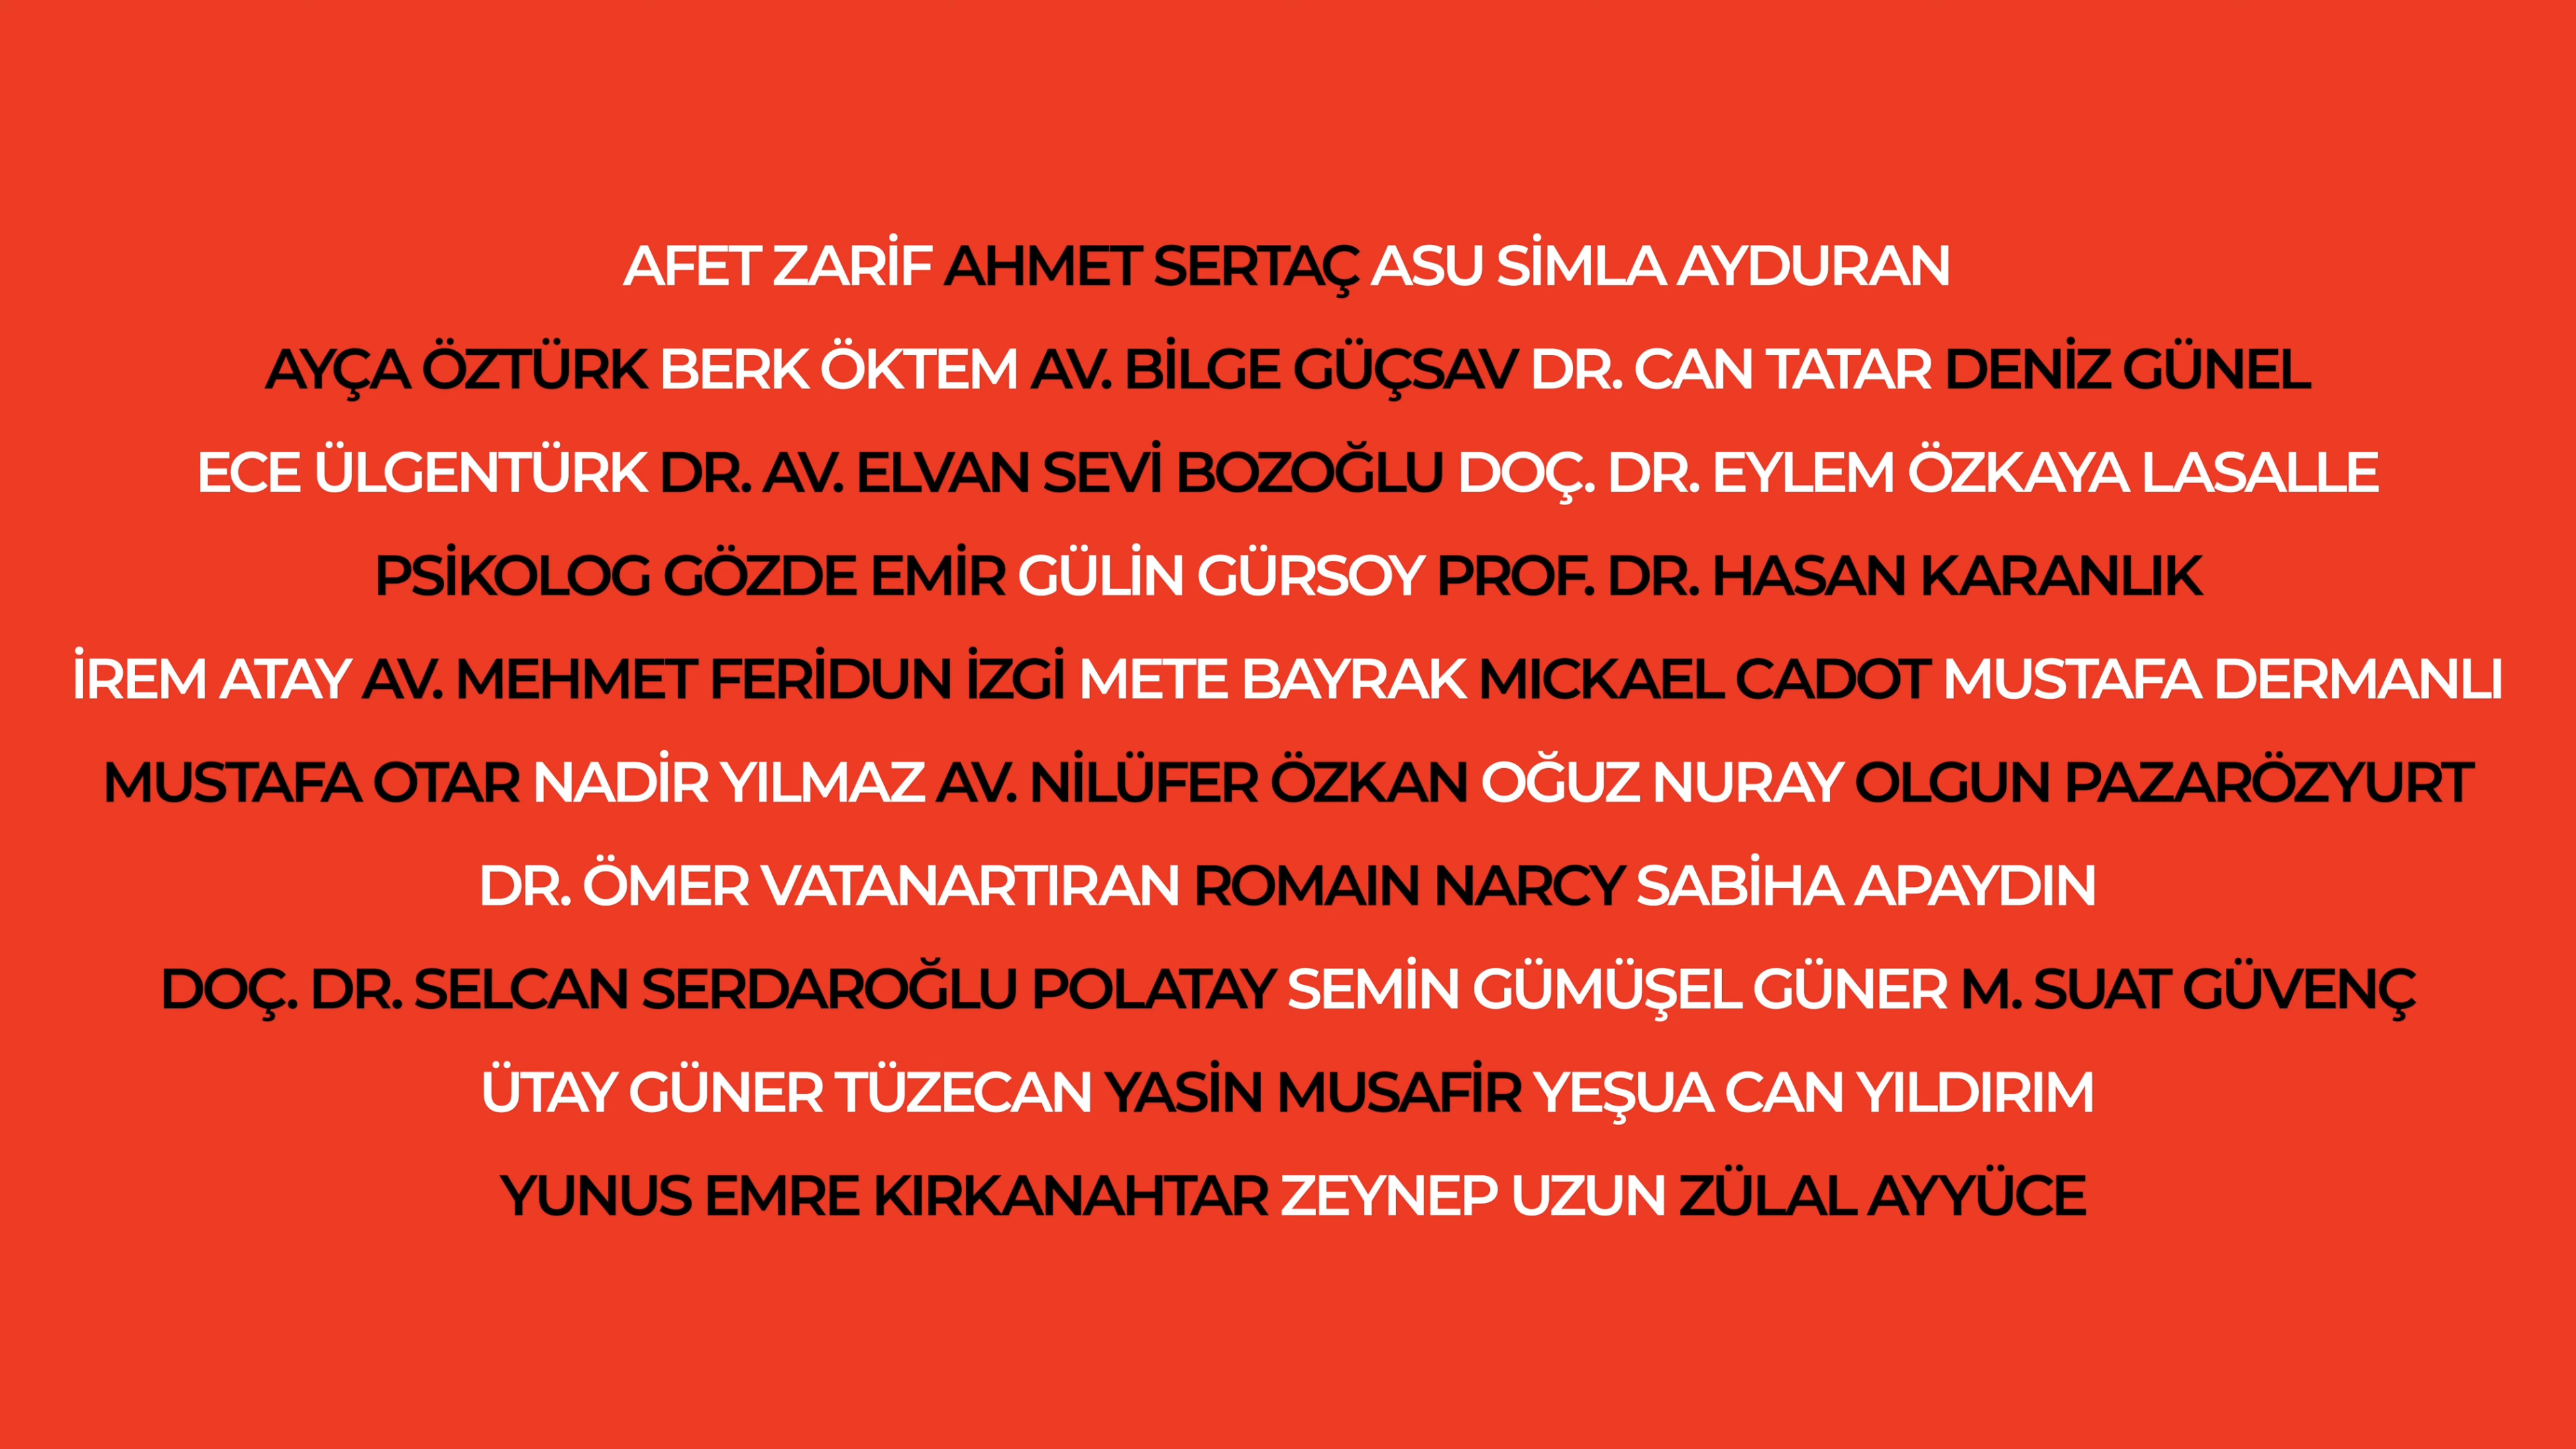 AFET ZARİF AHMET SERTAÇ ASU SİMLA AYDURAN
AYÇA ÖZTÜRK BERK ÖKTEM AV. BİLGE GÜÇSAV DR. CAN TATAR DENİZ GÜNEL
ECE ÜLGENTÜRK DR. AV. ELVAN SEVİ BOZOĞLU DOÇ. DR. EYLEM ÖZKAYA LASALLE
PSİKOLOG GÖZDE EMİR GÜLİN GÜRSOY PROF. DR. HASAN KARANLIK
İREM ATAY AV. MEHMET FERİDUN İZGİ METE BAYRAK MICKAEL CADOT MUSTAFA DERMANLI
MUSTAFA OTAR NADİR YILMAZ AV. NİLÜFER ÖZKAN OĞUZ NURAY OLGUN PAZARÖZYURT
DR. ÖMER VATANARTIRAN ROMAIN NARCY SABİHA APAYDIN
DOÇ. DR. SELCAN SERDAROĞLU POLATAY SEMİN GÜMÜŞEL GÜNER M. SUAT GÜVENÇ
ÜTAY GÜNER TÜZECAN YASİN MUSAFİR YEŞUA CAN YILDIRIM
YUNUS EMRE KIRKANAHTAR ZEYNEP UZUN ZÜLAL AYYÜCE